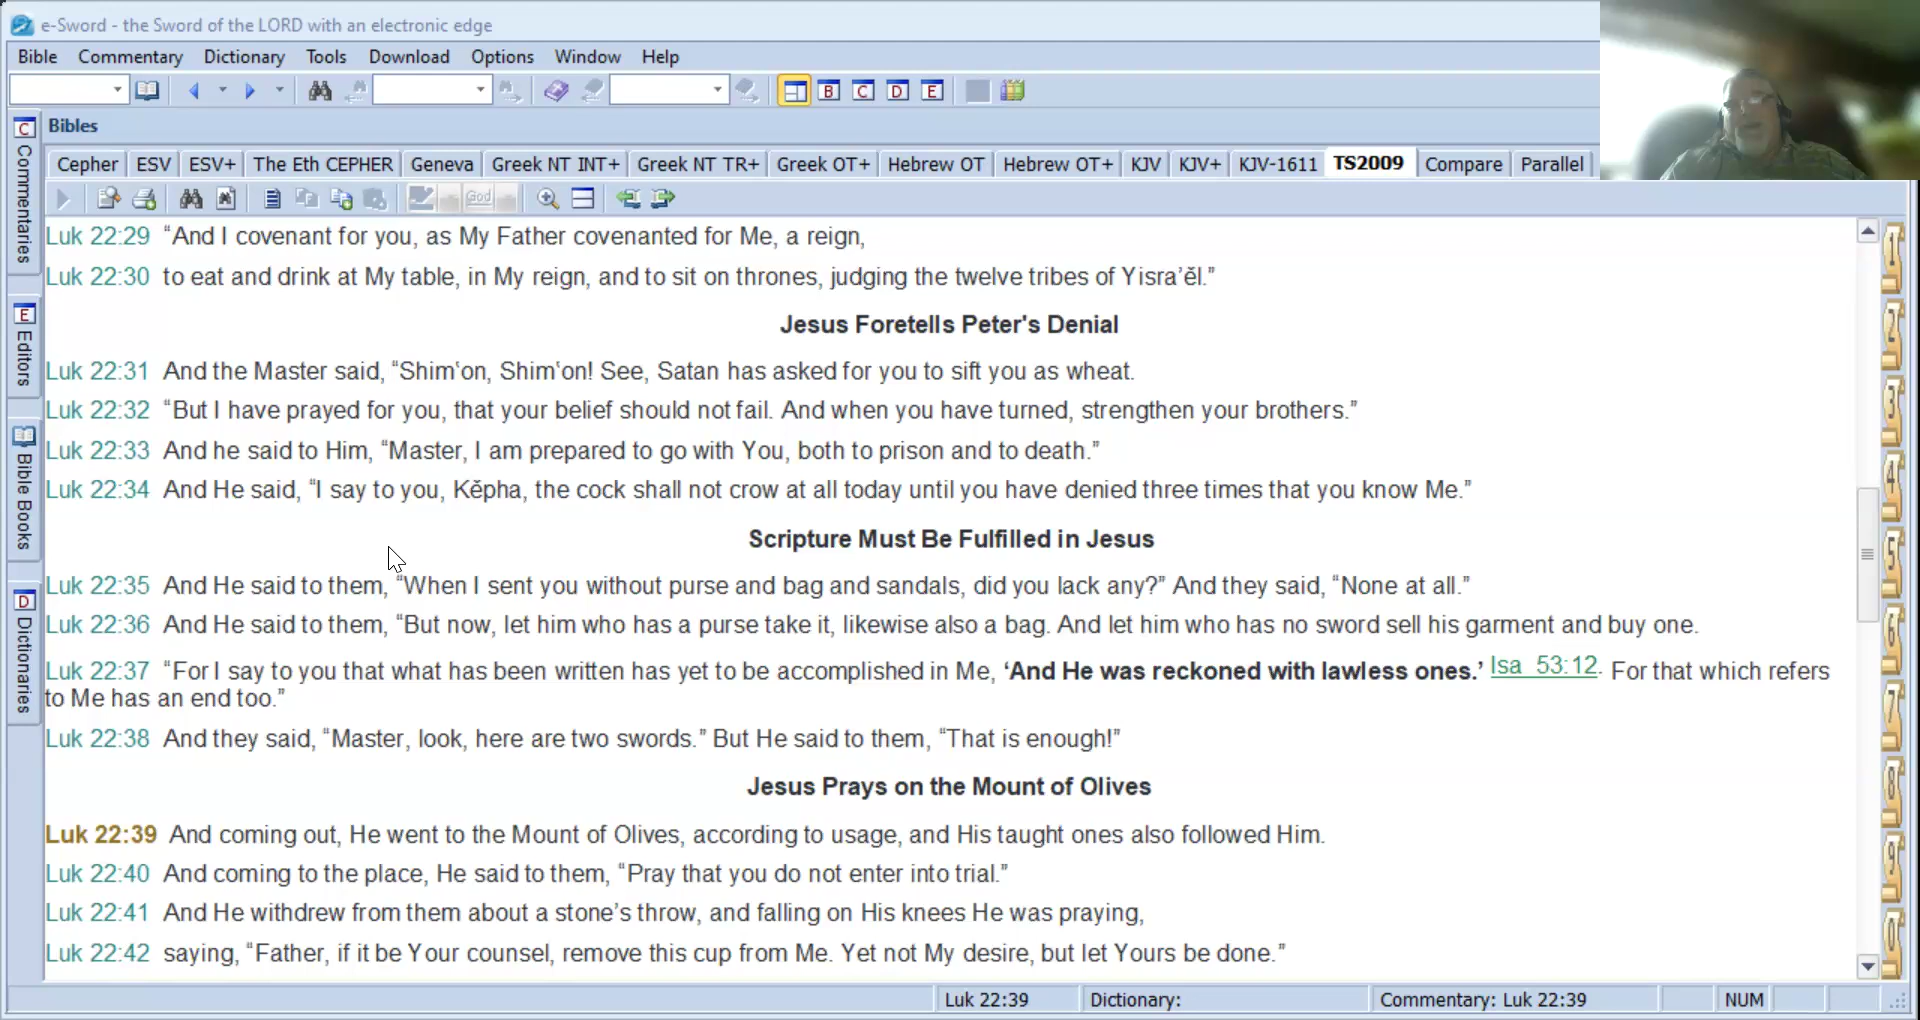 e-Sword - the Sword of the LORD with an electronic edge
Bible Commentary Dictionary Tools Download Options Window Help
B C D E
C Commentaries
E Editors
Bible Books
D Dictionaries
Bibles
Cepher ESV ESV+ The Eth CEPHER Geneva Greek NT INT+ Greek NT TR+ Greek OT+ Hebrew OT Hebrew OT+ KJV KJV+ KJV-1611 TS2009 Compare Parallel
God
Luk 22:29 “And I covenant for you, as My Father covenanted for Me, a reign,
Luk 22:30 to eat and drink at My table, in My reign, and to sit on thrones, judging the twelve tribes of Yisra’ĕl.”
Jesus Foretells Peter's Denial
Luk 22:31 And the Master said, “Shimʽon, Shimʽon! See, Satan has asked for you to sift you as wheat.
Luk 22:32 “But I have prayed for you, that your belief should not fail. And when you have turned, strengthen your brothers.”
Luk 22:33 And he said to Him, “Master, I am prepared to go with You, both to prison and to death.”
Luk 22:34 And He said, “I say to you, Kĕpha, the cock shall not crow at all today until you have denied three times that you know Me.”
Scripture Must Be Fulfilled in Jesus
Luk 22:35 And He said to them, “When I sent you without purse and bag and sandals, did you lack any?” And they said, “None at all.”
Luk 22:36 And He said to them, “But now, let him who has a purse take it, likewise also a bag. And let him who has no sword sell his garment and buy one.
Luk 22:37 “For I say to you that what has been written has yet to be accomplished in Me, ‘And He was reckoned with lawless ones.’ Isa_53:12. For that which refers
to Me has an end too.”
Luk 22:38 And they said, “Master, look, here are two swords.” But He said to them, “That is enough!”
Jesus Prays on the Mount of Olives
Luk 22:39 And coming out, He went to the Mount of Olives, according to usage, and His taught ones also followed Him.
Luk 22:40 And coming to the place, He said to them, “Pray that you do not enter into trial.”
Luk 22:41 And He withdrew from them about a stone’s throw, and falling on His knees He was praying,
Luk 22:42 saying, “Father, if it be Your counsel, remove this cup from Me. Yet not My desire, but let Yours be done.”
1
2
3
4
5
6
7
8
9
0
Luk 22:39 Dictionary: Commentary: Luk 22:39 NUM